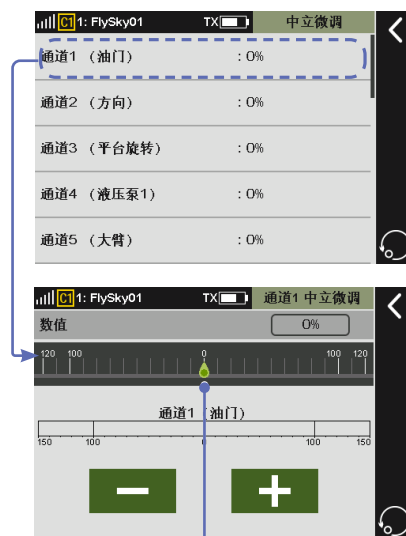 C1 1: FlySky01 TX 中立微调
通道1 （油门） : 0%
通道2 （方向） : 0%
通道3 （平台旋转） : 0%
通道4 （液压泵1） : 0%
通道5 （大臂） : 0%
C1 1: FlySky01 TX 通道1 中立微调
数值 0%
120 100 0 100 120
通道1 （油门）
150 100 0 100 150